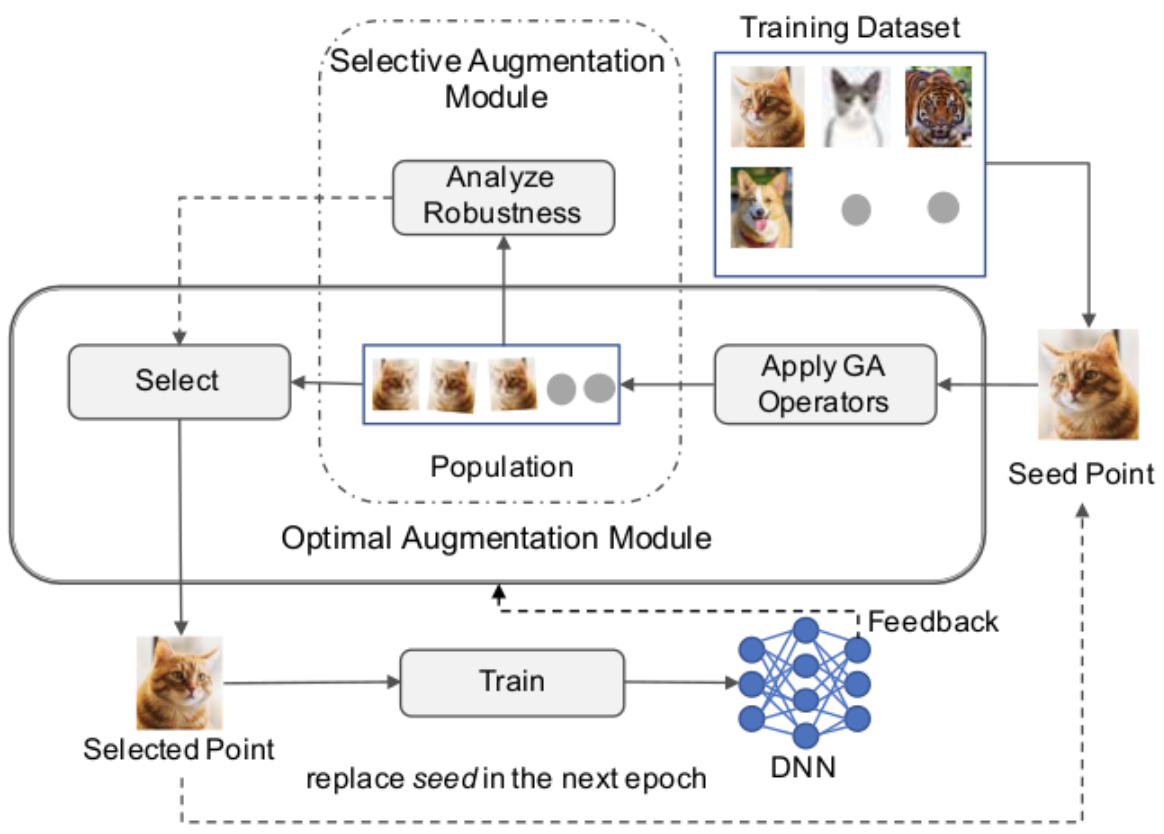 Training Dataset
Selective Augmentation
Module
Analyze
Robustness
Select
Apply GA
Operators
Population
Seed Point
Optimal Augmentation Module
Feedback
Train
Selected Point
DNN
replace seed in the next epoch